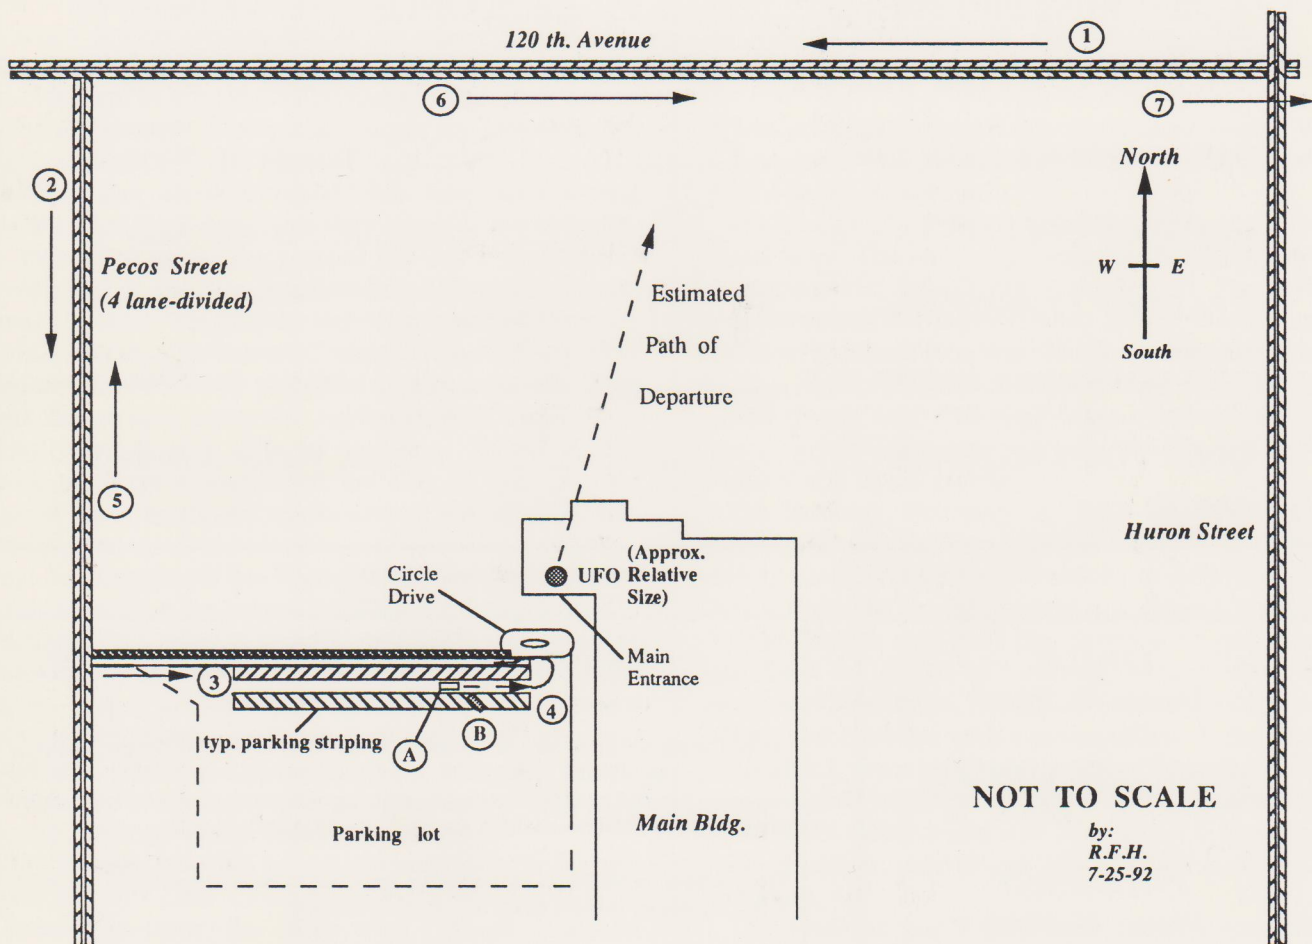 120 th. Avenue
1
6
7
2
North
W E
South
Pecos Street
(4 lane-divided)
Estimated
Path of
Departure
5
Huron Street
Circle
Drive
UFO
(Approx.
Relative
Size)
Main
Entrance
3
4
typ. parking striping
A
B
Parking lot
Main Bldg.
NOT TO SCALE
by:
R.F.H.
7-25-92